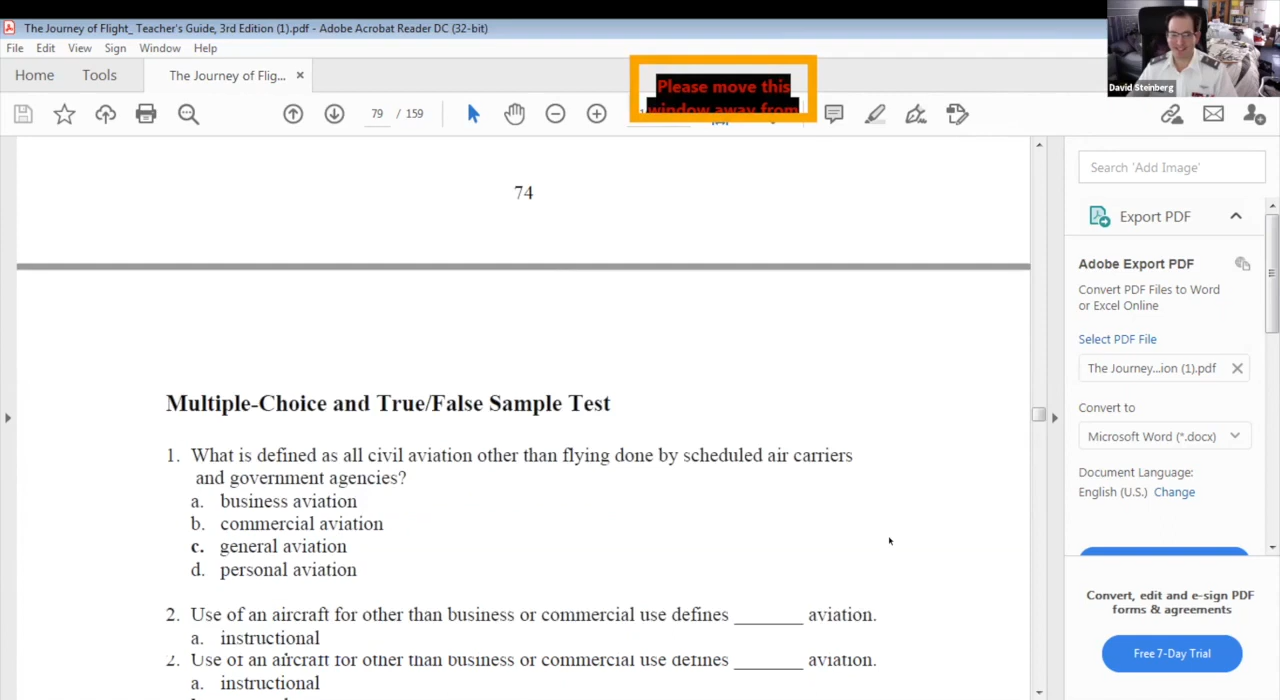 The Journey of Flight_ Teacher's Guide, 3rd Edition (1).pdf - Adobe Acrobat Reader DC (32-bit)
File Edit View Sign Window Help
Home Tools The Journey of Flig... ×
Please move this
window away from
79 / 159
David Steinberg
74
Multiple-Choice and True/False Sample Test
1. What is defined as all civil aviation other than flying done by scheduled air carriers
and government agencies?
a. business aviation
b. commercial aviation
c. general aviation
d. personal aviation
2. Use of an aircraft for other than business or commercial use defines _______ aviation.
a. instructional
2. Use of an aircraft for other than business or commercial use defines _______ aviation.
a. instructional
Search 'Add Image'
Export PDF
Adobe Export PDF
Convert PDF Files to Word
or Excel Online
Select PDF File
The Journey...ion (1).pdf
Convert to
Microsoft Word (*.docx)
Document Language:
English (U.S.) Change
Convert, edit and e-sign PDF
forms & agreements
Free 7-Day Trial